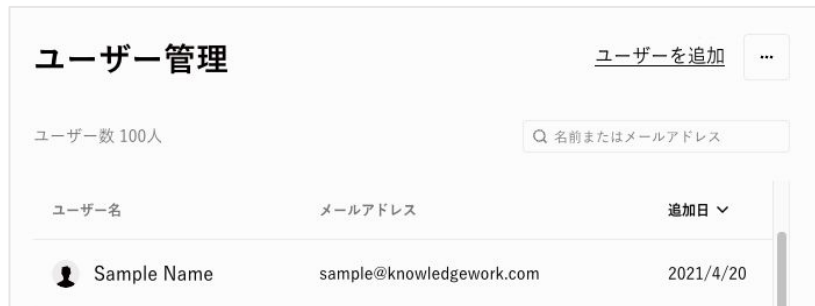 ユーザー管理
ユーザーを追加
...
ユーザー数 100人
名前またはメールアドレス
ユーザー名 メールアドレス 追加日
Sample Name sample@knowledgework.com 2021/4/20